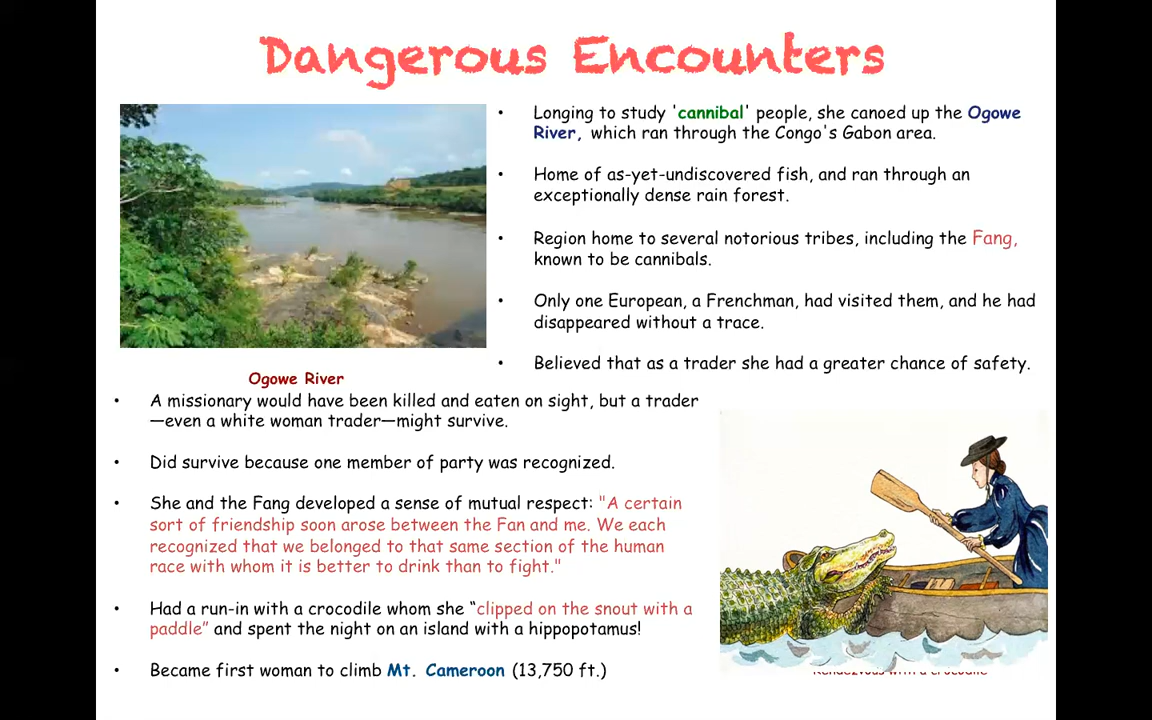 Dangerous Encounters
• Longing to study 'cannibal' people, she canoed up the Ogowe
River, which ran through the Congo's Gabon area.
• Home of as-yet-undiscovered fish, and ran through an
exceptionally dense rain forest.
• Region home to several notorious tribes, including the Fang,
known to be cannibals.
• Only one European, a Frenchman, had visited them, and he had
disappeared without a trace.
• Believed that as a trader she had a greater chance of safety.
Ogowe River
• A missionary would have been killed and eaten on sight, but a trader
—even a white woman trader—might survive.
• Did survive because one member of party was recognized.
• She and the Fang developed a sense of mutual respect: "A certain
sort of friendship soon arose between the Fan and me. We each
recognized that we belonged to that same section of the human
race with whom it is better to drink than to fight."
• Had a run-in with a crocodile whom she “clipped on the snout with a
paddle” and spent the night on an island with a hippopotamus!
• Became first woman to climb Mt. Cameroon (13,750 ft.)
Rendezvous with a crocodile